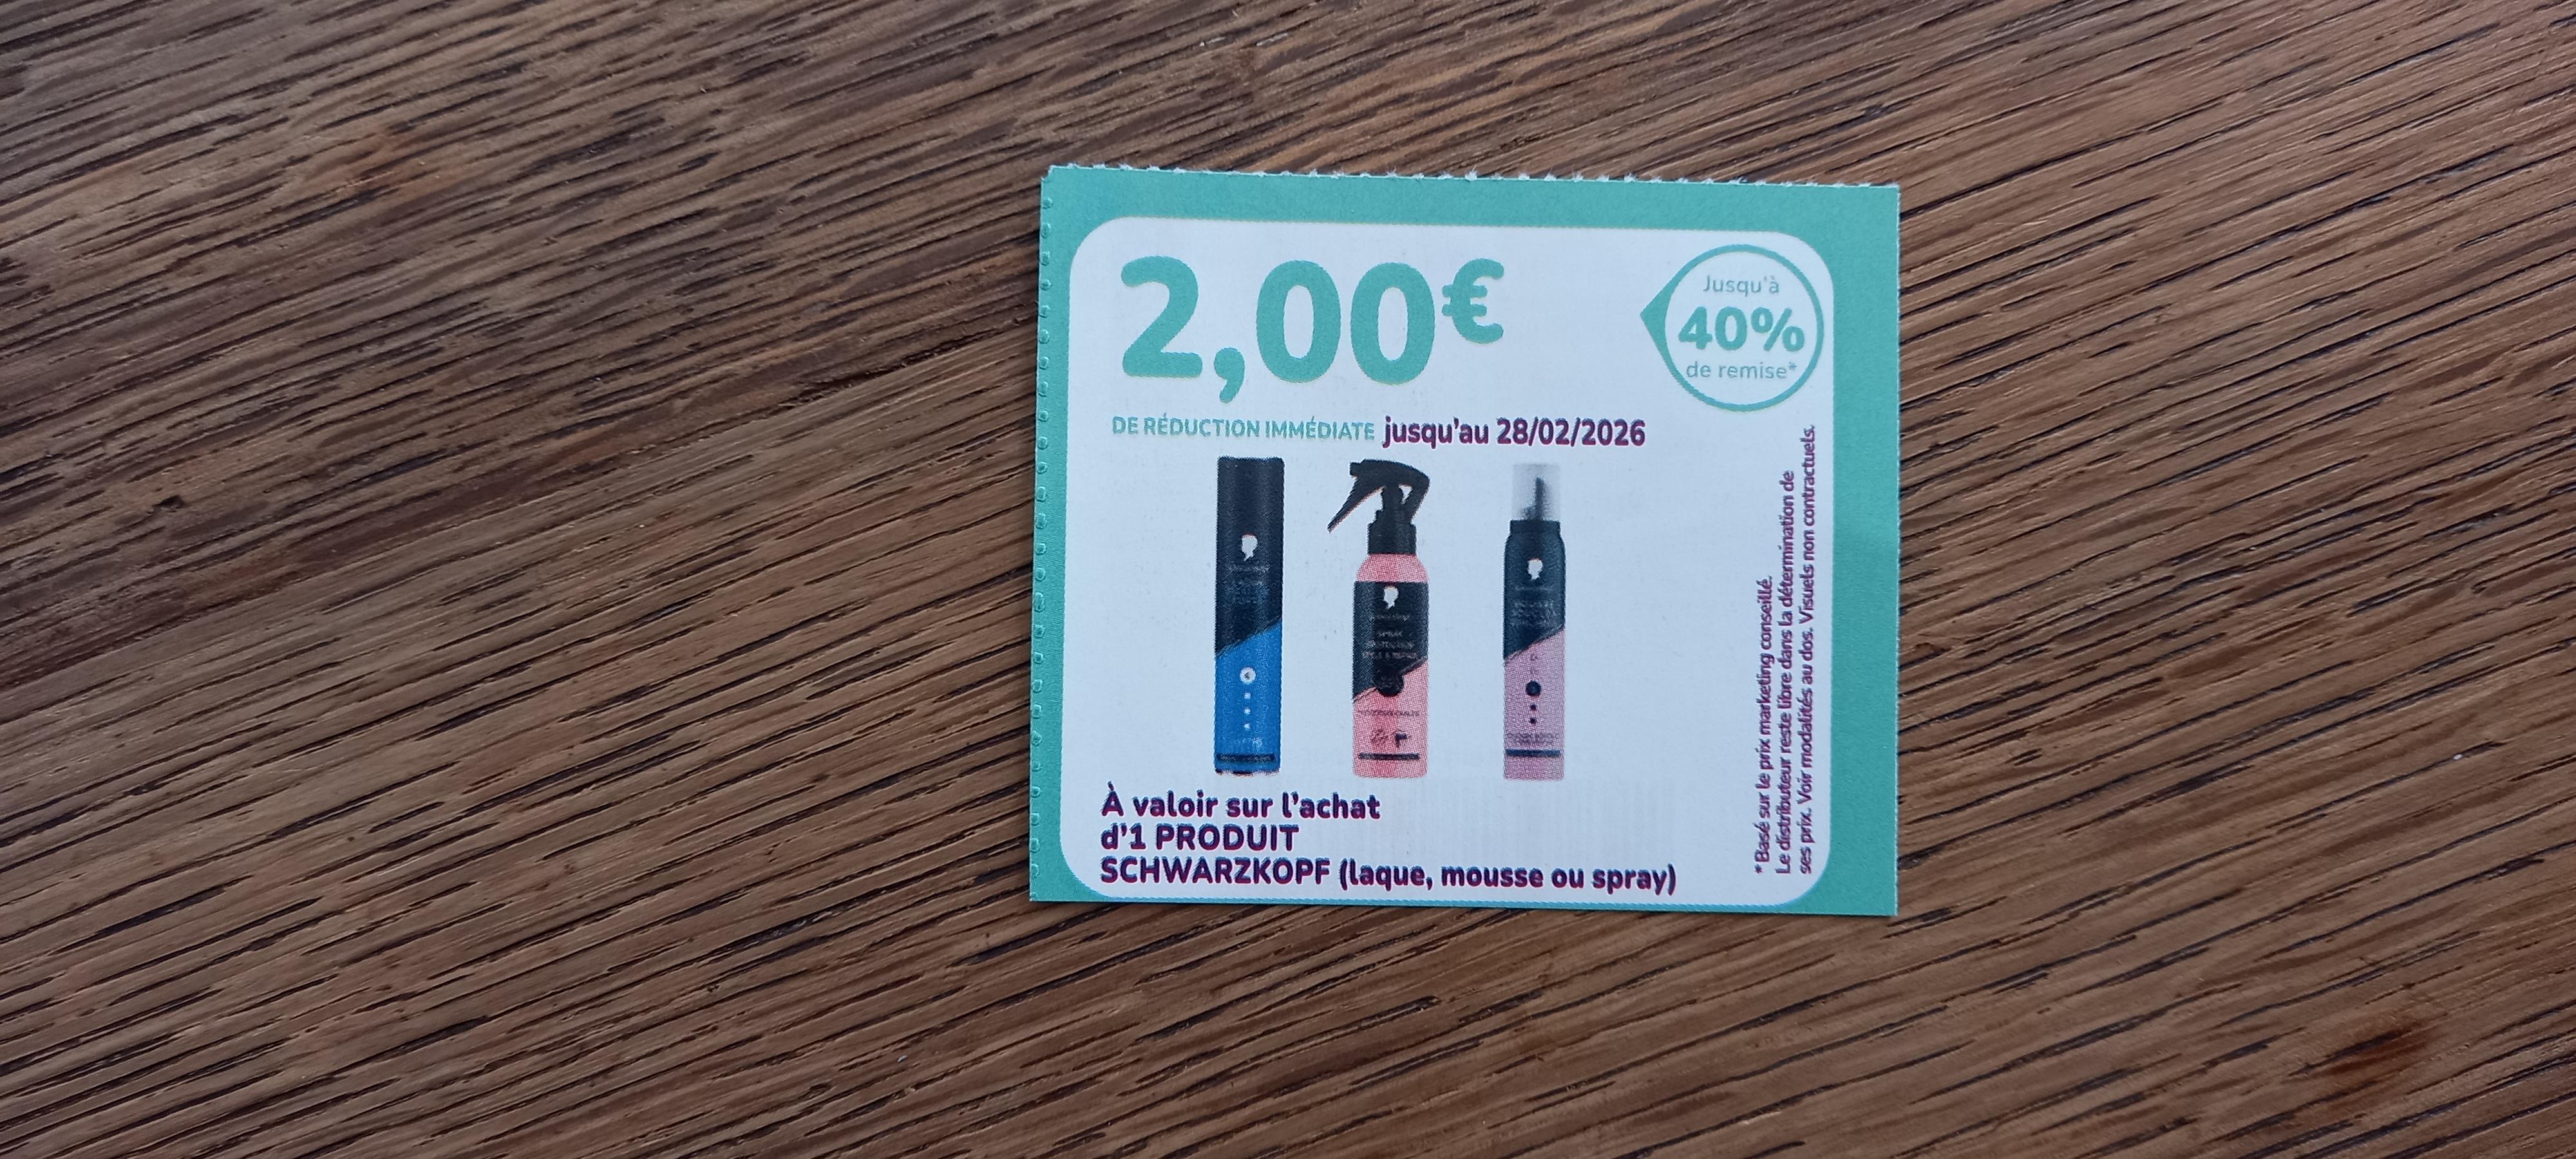 2,00€
Jusqu'à
40%
de remise*
DE RÉDUCTION IMMÉDIATE jusqu'au 28/02/2026
À valoir sur l'achat
d'1 PRODUIT
SCHWARZKOPF (laque, mousse ou spray)
*Basé sur le prix marketing conseillé.
Le distributeur reste libre dans la détermination de
ses prix. Voir modalités au dos. Visuels non contractuels.